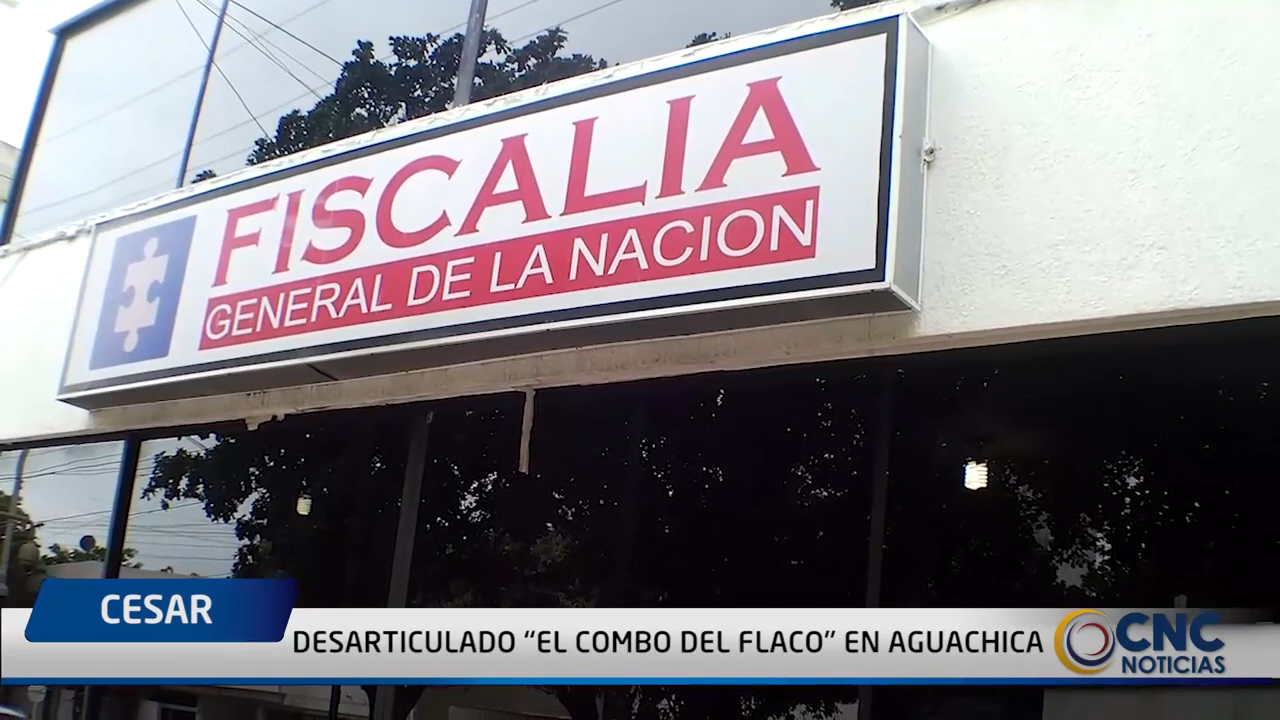 FISCALIA
GENERAL DE LA NACION
CESAR
DESARTICULADO “EL COMBO DEL FLACO” EN AGUACHICA
CNC
NOTICIAS